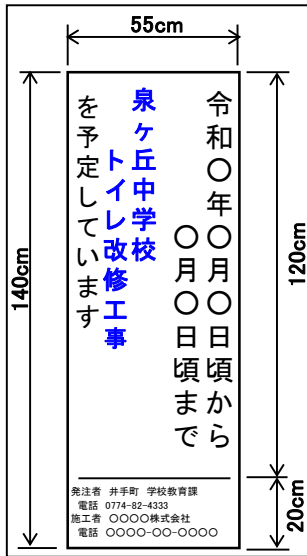 55cm
140cm
120cm
20cm
令和〇年〇月〇日頃から
〇月〇日頃まで
泉ヶ丘中学校
トイレ改修工事
を予定しています
発注者 井手町 学校教育課
電話 0774-82-4333
施工者 〇〇〇〇株式会社
電話 〇〇〇〇-〇〇-〇〇〇〇